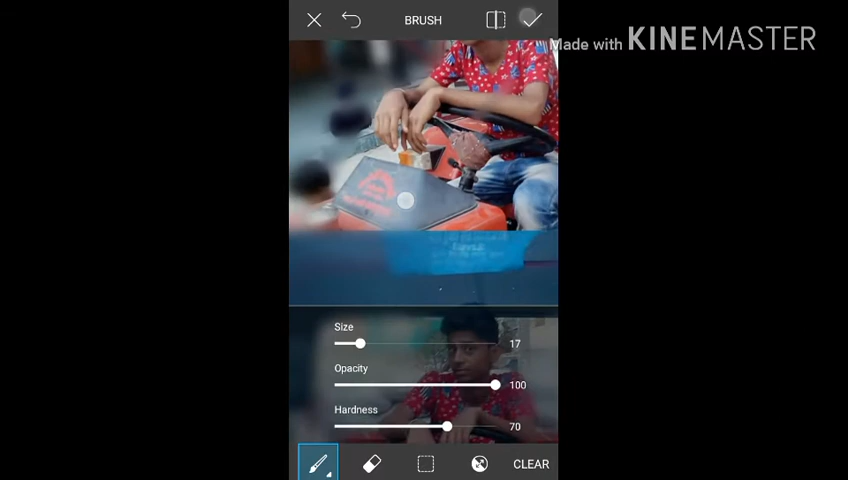 BRUSH
Made with KINEMASTER
Size
17
Opacity
100
Hardness
70
CLEAR